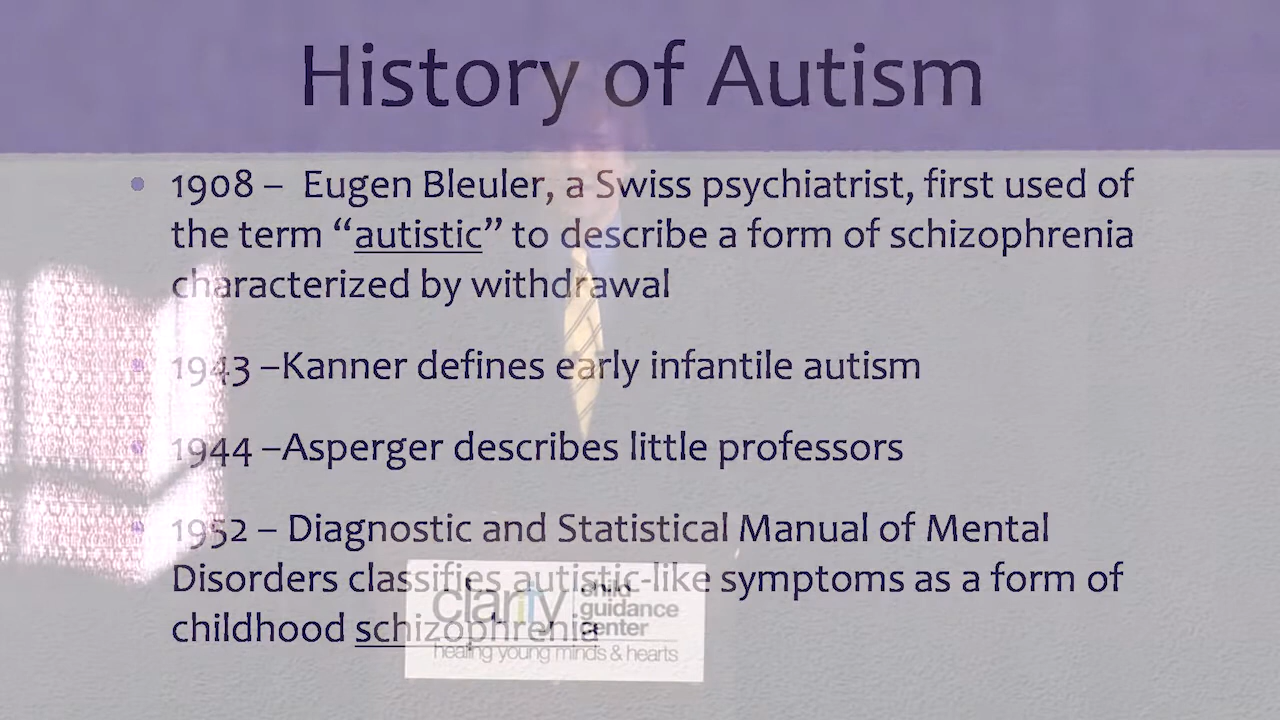 History of Autism
• 1908 – Eugen Bleuler, a Swiss psychiatrist, first used of
the term “autistic” to describe a form of schizophrenia
characterized by withdrawal
• 1943 –Kanner defines early infantile autism
• 1944 –Asperger describes little professors
• 1952 – Diagnostic and Statistical Manual of Mental
Disorders classifies autistic-like symptoms as a form of
childhood schizophrenia
clarity
child
guidance
center
healing young minds & hearts